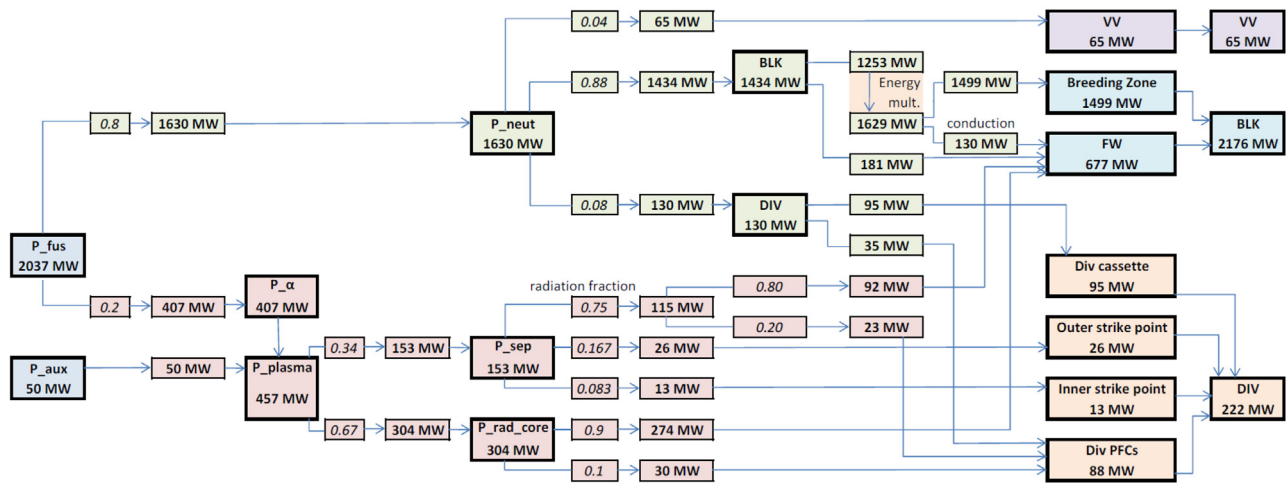 0.04
65 MW
VV
65 MW
VV
65 MW
0.88
1434 MW
BLK
1434 MW
1253 MW
Energy
mult.
1499 MW
Breeding Zone
1499 MW
0.8
1630 MW
P_neut
1630 MW
1629 MW
conduction
130 MW
FW
677 MW
BLK
2176 MW
181 MW
0.08
130 MW
DIV
130 MW
95 MW
35 MW
P_fus
2037 MW
Div cassette
95 MW
0.2
407 MW
P_α
407 MW
radiation fraction
0.75
115 MW
0.80
92 MW
0.20
23 MW
0.34
153 MW
P_sep
153 MW
0.167
26 MW
Outer strike point
26 MW
P_aux
50 MW
50 MW
P_plasma
457 MW
0.083
13 MW
Inner strike point
13 MW
DIV
222 MW
0.67
304 MW
P_rad_core
304 MW
0.9
274 MW
0.1
30 MW
Div PFCs
88 MW